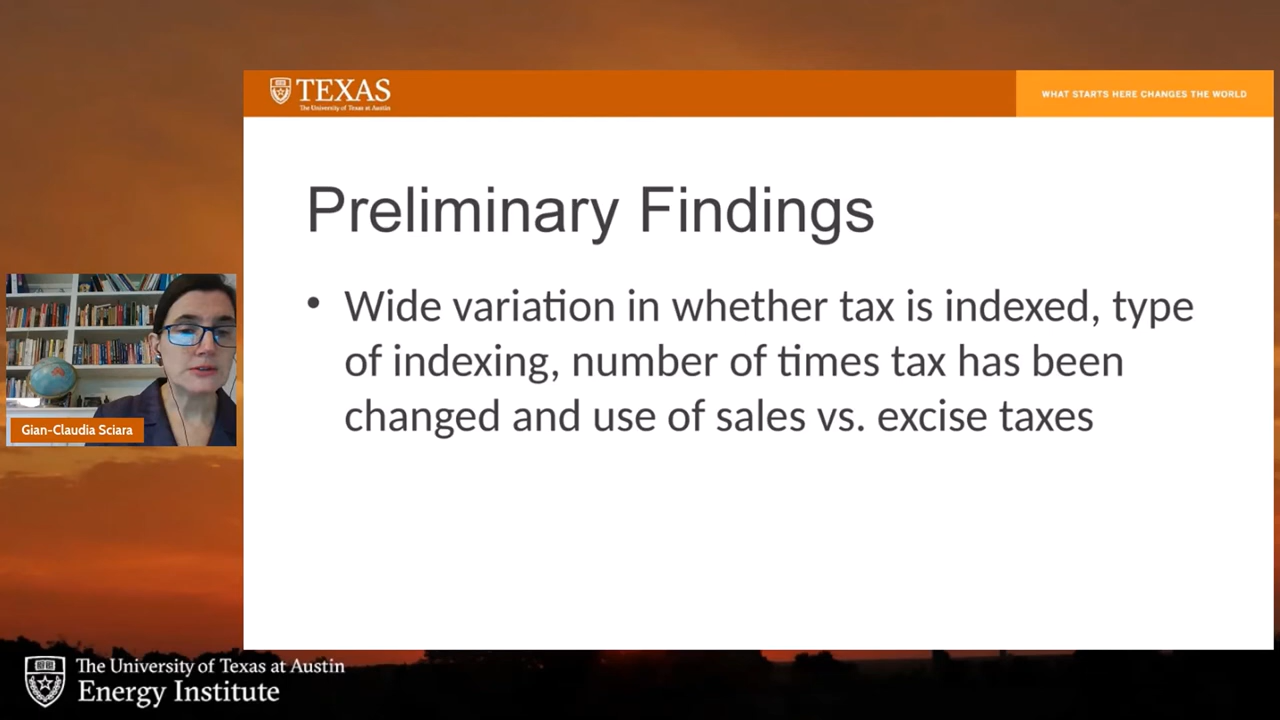 TEXAS
The University of Texas at Austin
WHAT STARTS HERE CHANGES THE WORLD
Preliminary Findings
• Wide variation in whether tax is indexed, type
of indexing, number of times tax has been
changed and use of sales vs. excise taxes
Gian-Claudia Sciara
The University of Texas at Austin
Energy Institute